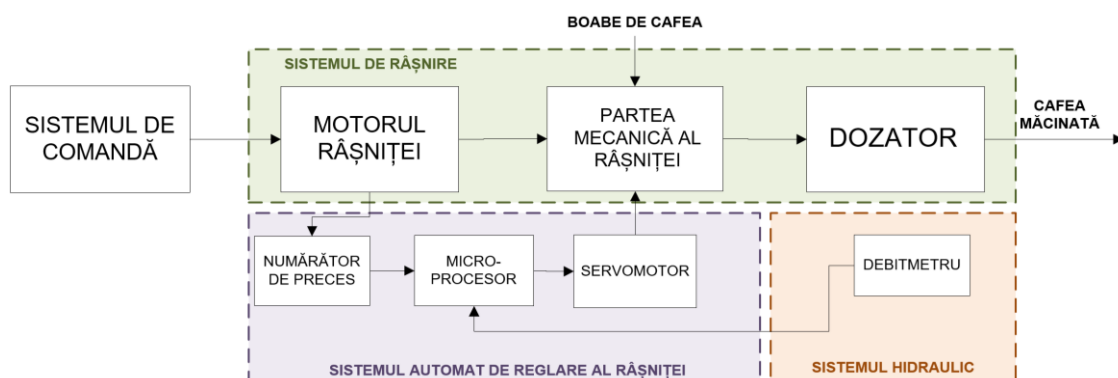 BOABE DE CAFEA
SISTEMUL DE RÂȘNIRE
SISTEMUL DE
COMANDĂ
MOTORUL
RÂȘNIȚEI
PARTEA
MECANICĂ AL
RÂȘNIȚEI
DOZATOR
CAFEA
MĂCINATĂ
NUMĂRĂTOR
DE PRECES
MICRO-
PROCESOR
SERVOMOTOR
DEBITMETRU
SISTEMUL AUTOMAT DE REGLARE AL RÂȘNIȚEI
SISTEMUL HIDRAULIC